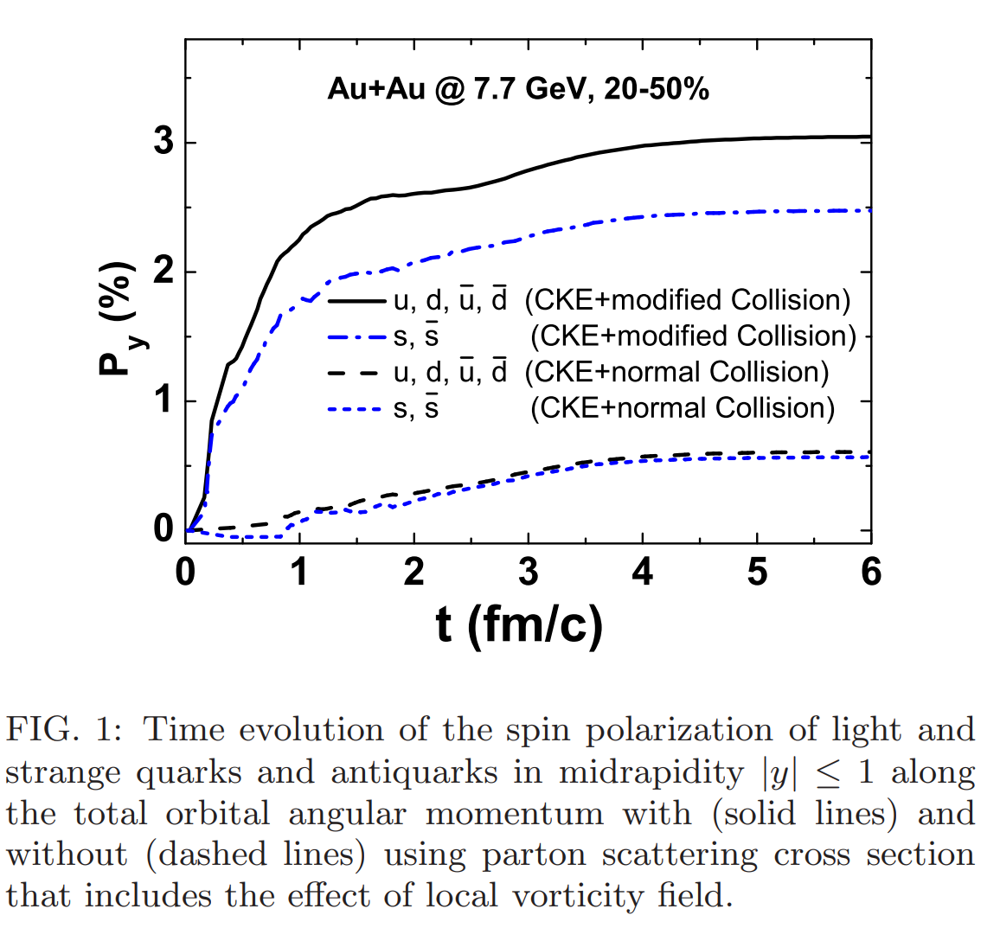 Au+Au @ 7.7 GeV, 20-50%
3
2
1
0
P_y (%)
u, d, ū, d̄ (CKE+modified Collision)
s, s̄ (CKE+modified Collision)
u, d, ū, d̄ (CKE+normal Collision)
s, s̄ (CKE+normal Collision)
0 1 2 3 4 5 6
t (fm/c)
FIG. 1: Time evolution of the spin polarization of light and
strange quarks and antiquarks in midrapidity |y| ≤ 1 along
the total orbital angular momentum with (solid lines) and
without (dashed lines) using parton scattering cross section
that includes the effect of local vorticity field.